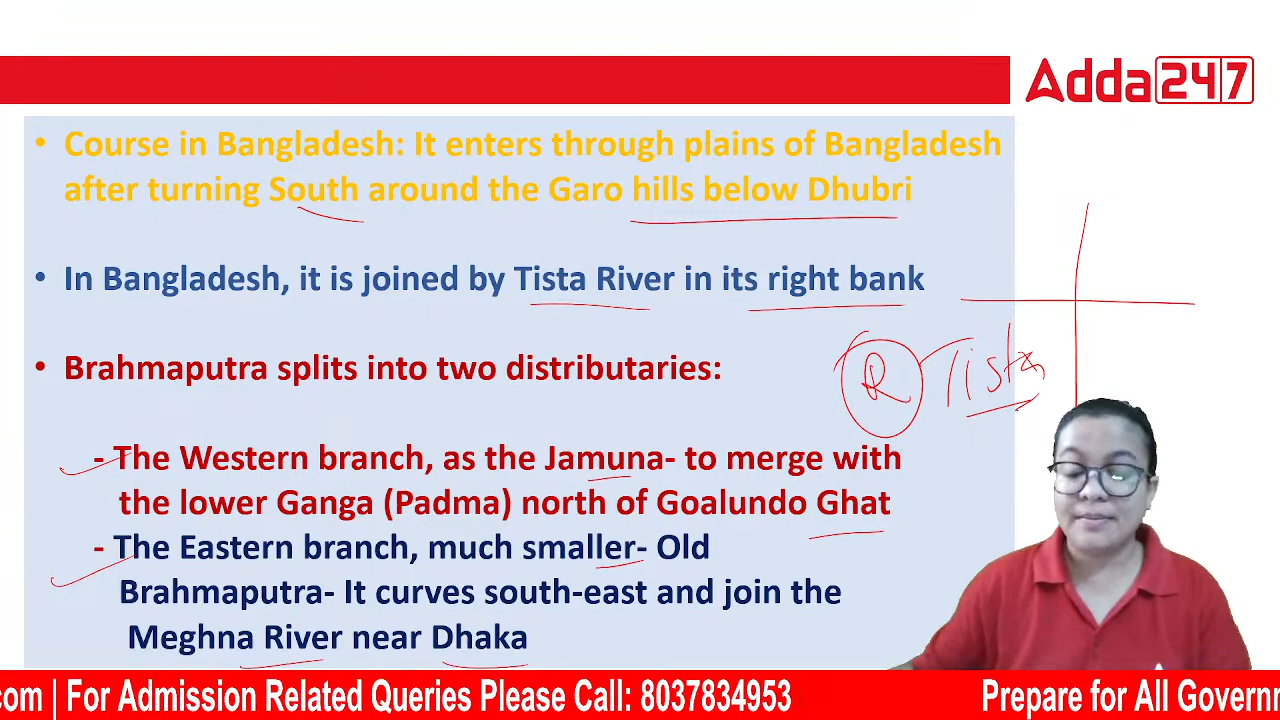 Adda247
• Course in Bangladesh: It enters through plains of Bangladesh
after turning South around the Garo hills below Dhubri
• In Bangladesh, it is joined by Tista River in its right bank
• Brahmaputra splits into two distributaries:
- The Western branch, as the Jamuna- to merge with
the lower Ganga (Padma) north of Goalundo Ghat
- The Eastern branch, much smaller- Old
Brahmaputra- It curves south-east and join the
Meghna River near Dhaka
R Tista
com | For Admission Related Queries Please Call: 8037834953
Prepare for All Governm